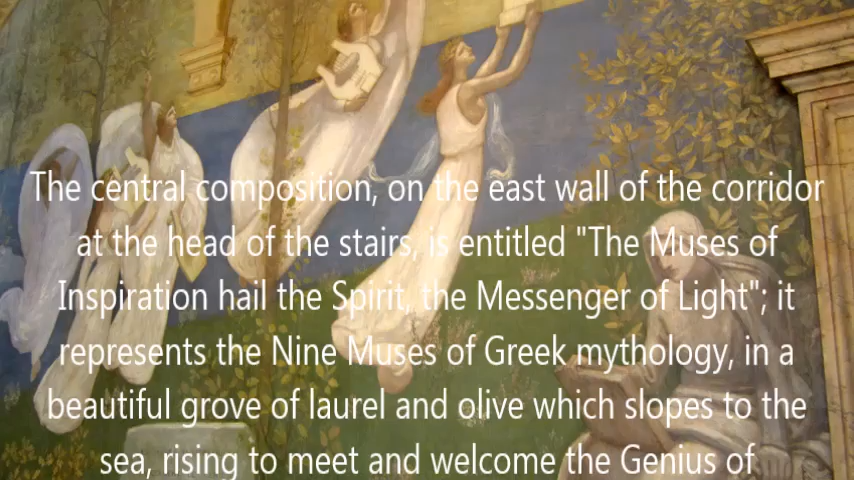 The central composition, on the east wall of the corridor
at the head of the stairs, is entitled "The Muses of
Inspiration hail the Spirit, the Messenger of Light"; it
represents the Nine Muses of Greek mythology, in a
beautiful grove of laurel and olive which slopes to the
sea, rising to meet and welcome the Genius of